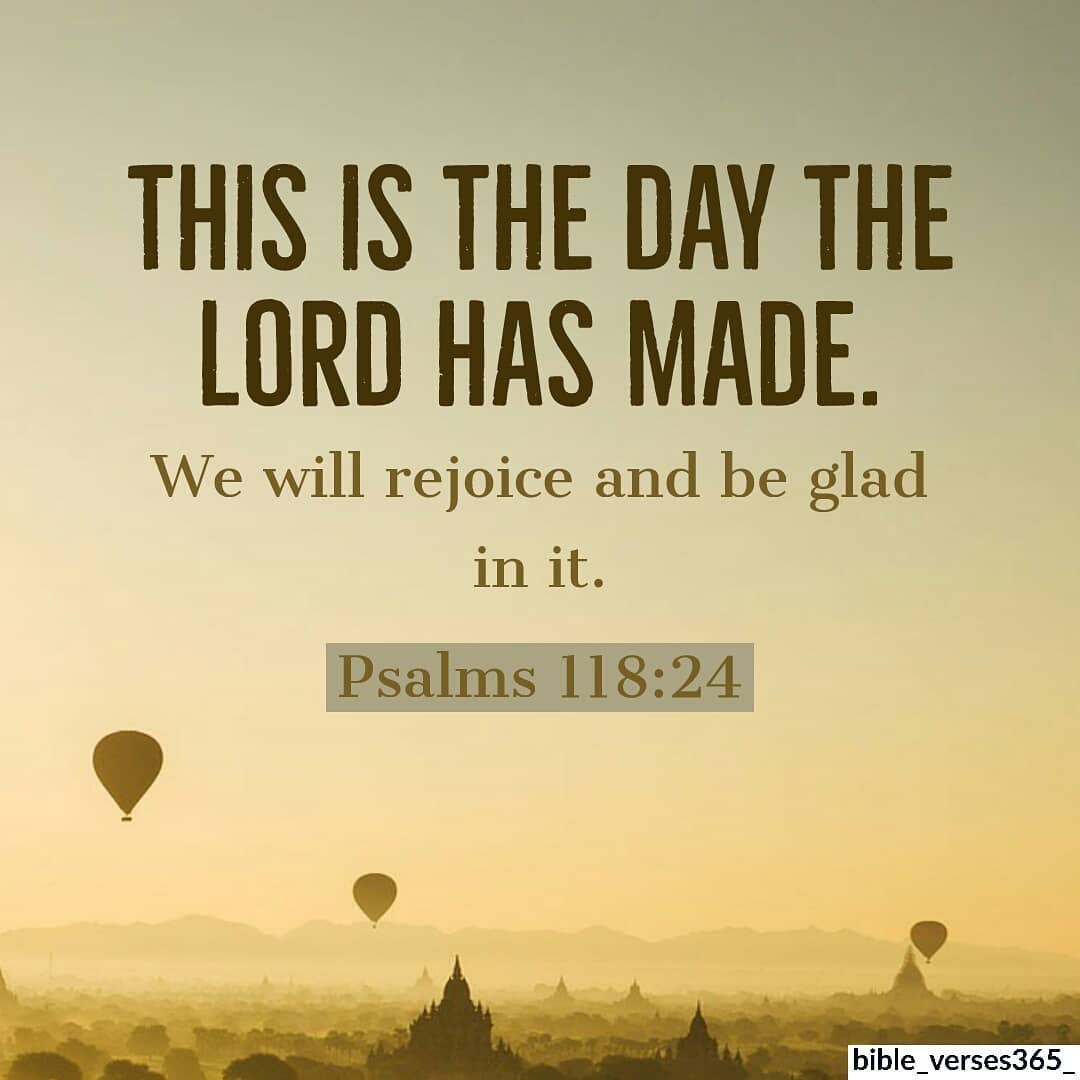 THIS IS THE DAY THE
LORD HAS MADE.
We will rejoice and be glad
in it.
Psalms 118:24
bible_verses365_